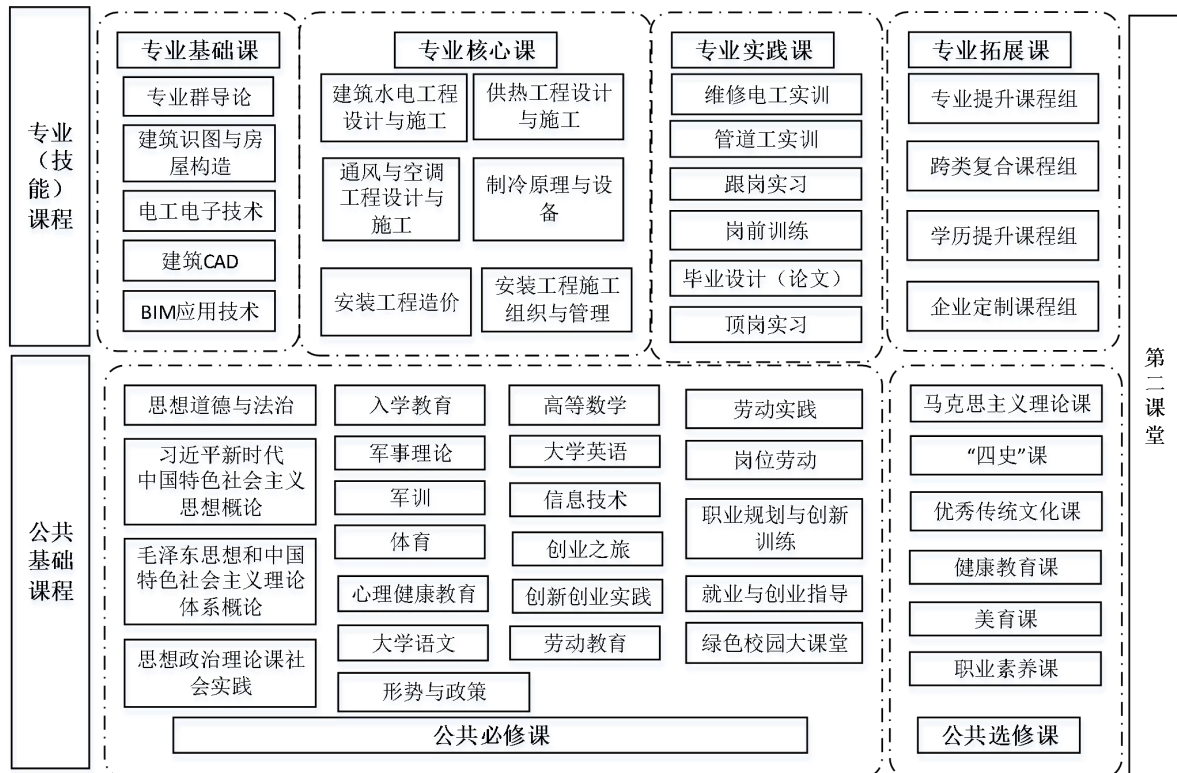 专业
（技
能）
课程
专业基础课
专业群导论
建筑识图与房
屋构造
电工电子技术
建筑CAD
BIM应用技术
专业核心课
建筑水电工程
设计与施工
供热工程设计
与施工
通风与空调
工程设计与
施工
制冷原理与设
备
安装工程造价
安装工程施工
组织与管理
专业实践课
维修电工实训
管道工实训
跟岗实习
岗前训练
毕业设计（论文）
顶岗实习
专业拓展课
专业提升课程组
跨类复合课程组
学历提升课程组
企业定制课程组
公共
基础
课程
思想道德与法治
习近平新时代
中国特色社会主义
思想概论
毛泽东思想和中国
特色社会主义理论
体系概论
思想政治理论课社
会实践
入学教育
军事理论
军训
体育
心理健康教育
大学语文
形势与政策
高等数学
大学英语
信息技术
创业之旅
创新创业实践
劳动教育
劳动实践
岗位劳动
职业规划与创新
训练
就业与创业指导
绿色校园大课堂
公共必修课
马克思主义理论课
“四史”课
优秀传统文化课
健康教育课
美育课
职业素养课
公共选修课
第
二
课
堂